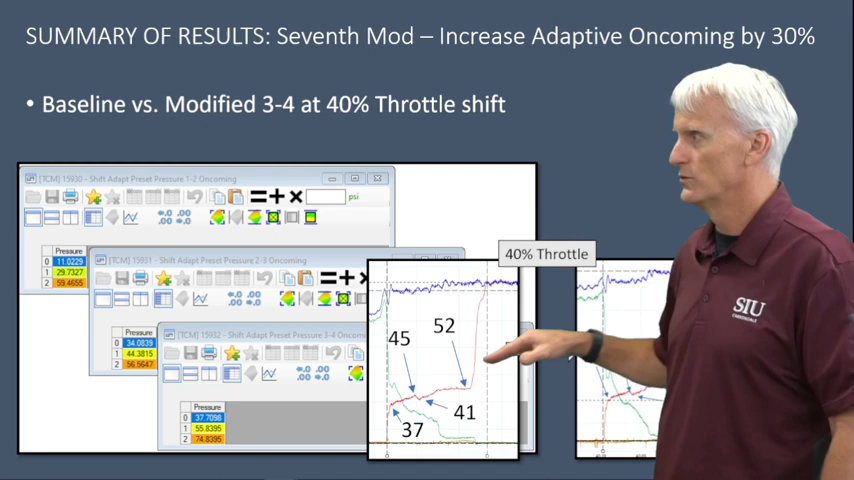 SUMMARY OF RESULTS: Seventh Mod – Increase Adaptive Oncoming by 30%
• Baseline vs. Modified 3-4 at 40% Throttle shift
[TCM] 15930 - Shift Adapt Preset Pressure 1-2 Oncoming
psi
Pressure
0 11.0229
1 29.7327
2 59.4655
[TCM] 15931 - Shift Adapt Preset Pressure 2-3 Oncoming
Pressure
0 34.0839
1 44.3815
2 56.5647
[TCM] 15932 - Shift Adapt Preset Pressure 3-4 Oncoming
Pressure
0 37.7098
1 55.8395
2 74.8395
40% Throttle
45
52
41
37
SIU